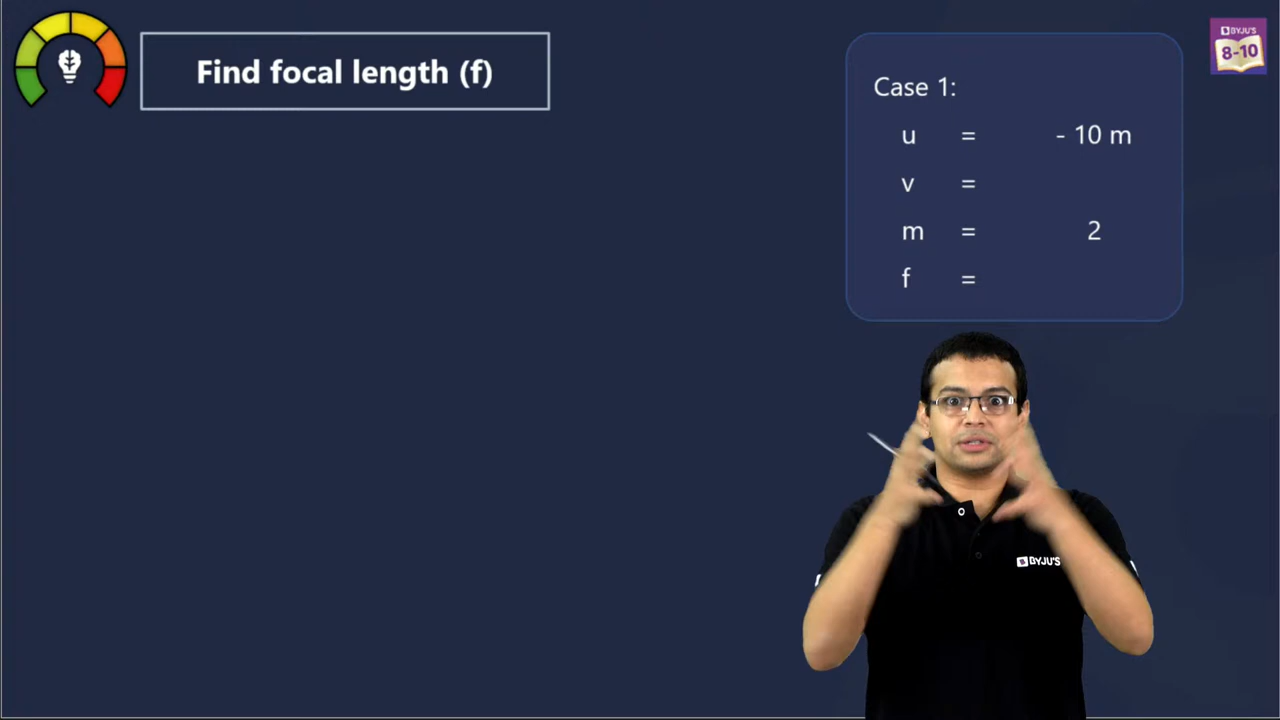 Find focal length (f)
BYJU'S
8-10
Case 1:
u = - 10 m
v =
m = 2
f =
BYJU'S